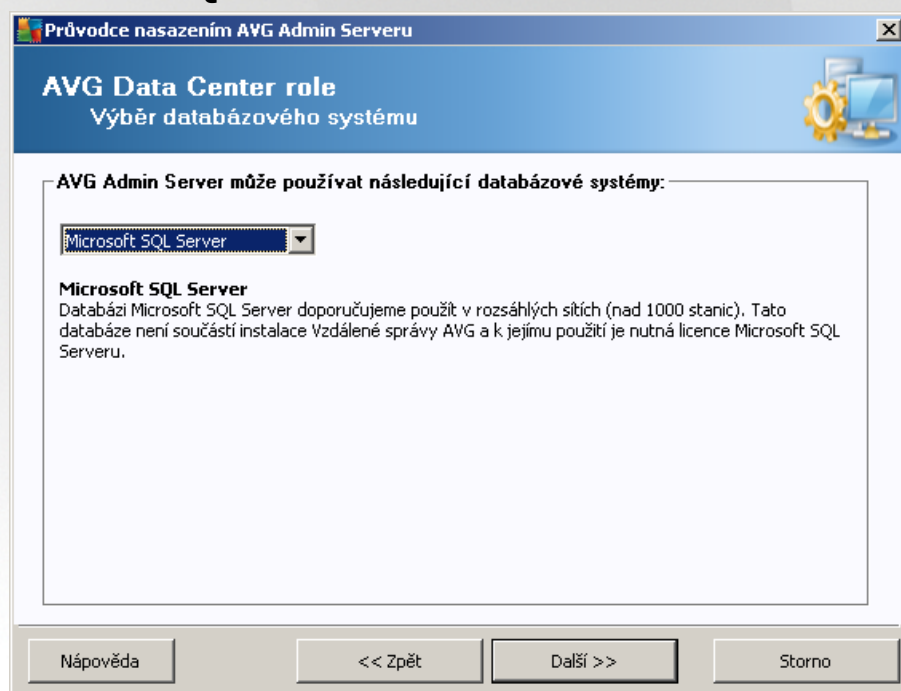 Průvodce nasazením AVG Admin Serveru
AVG Data Center role
Výběr databázového systému
AVG Admin Server může používat následující databázové systémy:
Microsoft SQL Server
Microsoft SQL Server
Databázi Microsoft SQL Server doporučujeme použít v rozsáhlých sítích (nad 1000 stanic). Tato
databáze není součástí instalace Vzdálené správy AVG a k jejímu použití je nutná licence Microsoft SQL
Serveru.
Nápověda
<< Zpět
Další >>
Storno